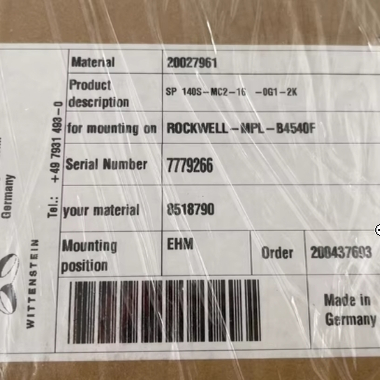 Material 20027961
Product description SP 140S-MC2-16 -0G1-2K
for mounting on ROCKWELL-MPL-B4540F
Serial Number 7779266
your material 8518790
Mounting position EHM Order 200437693
Made in
Germany
Tel.: +49 7931 493-0
Germany
WITTENSTEIN